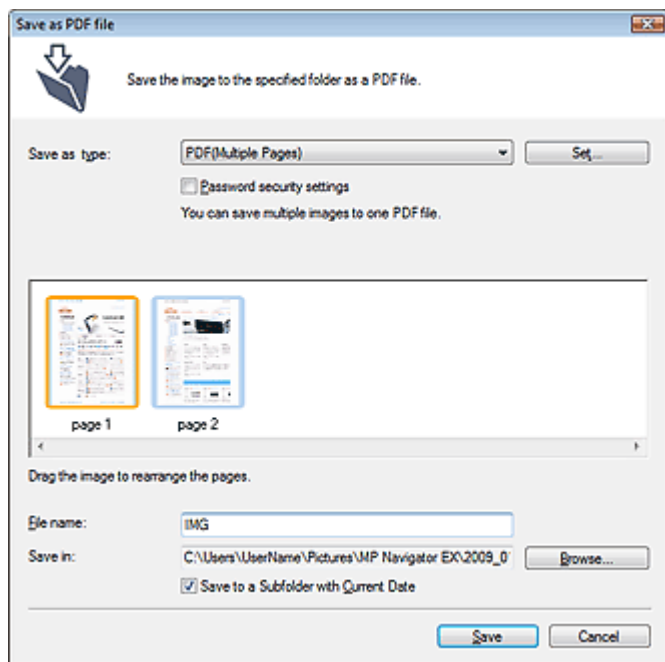 Save as PDF file
Save the image to the specified folder as a PDF file.
Save as type: PDF(Multiple Pages) Set...
Password security settings
You can save multiple images to one PDF file.
page 1 page 2
Drag the image to rearrange the pages.
File name: IMG
Save in: C:\Users\UserName\Pictures\MP Navigator EX\2009_0 Browse...
Save to a Subfolder with Current Date
Save Cancel